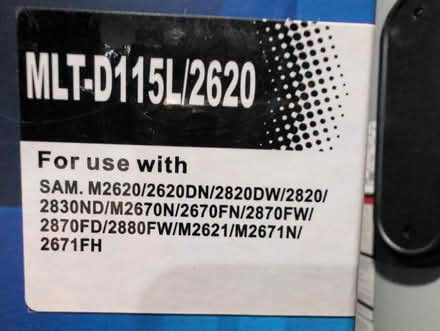 MLT-D115L/2620
For use with
SAM. M2620/2620DN/2820DW/2820/
2830ND/M2670N/2670FN/2870FW/
2870FD/2880FW/M2621/M2671N/
2671FH